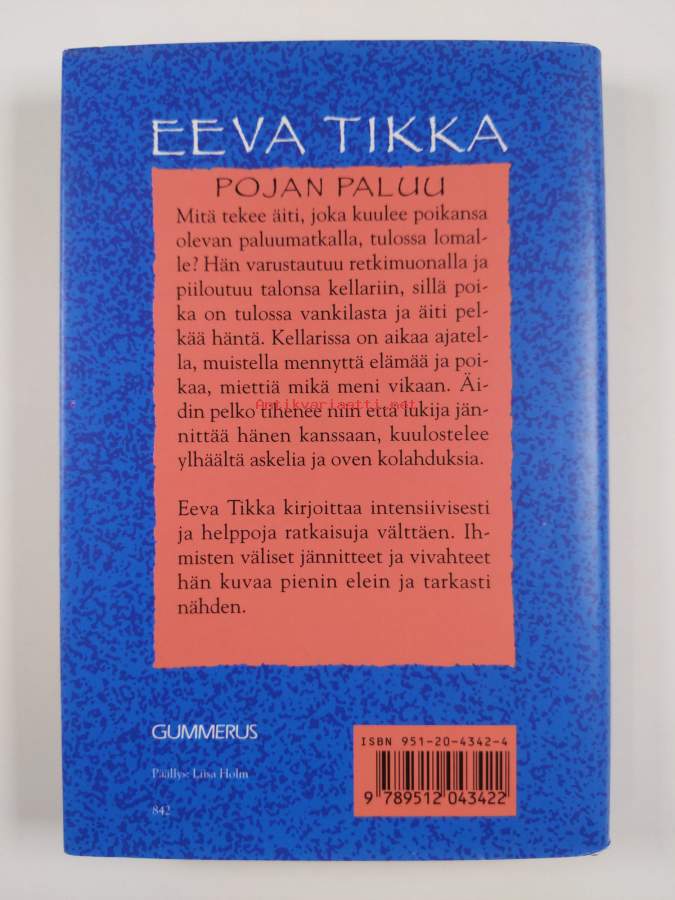 EEVA TIKKA
POJAN PALUU
Mitä tekee äiti, joka kuulee poikansa
olevan paluumatkalla, tulossa lomal-
le? Hän varustautuu retkimuonalla ja
piiloutuu talonsa kellariin, sillä poi-
ka on tulossa vankilasta ja äiti pel-
kää häntä. Kellarissa on aikaa ajatel-
la, muistella mennyttä elämää ja poi-
kaa, miettiä mikä meni vikaan. Äi-
din pelko tihenee niin että lukija jän-
nittää hänen kanssaan, kuulostelee
ylhäältä askelia ja oven kolahduksia.
Antikvariaatti.net
Eeva Tikka kirjoittaa intensiivisesti
ja helppoja ratkaisuja välttäen. Ih-
misten väliset jännitteet ja vivahteet
hän kuvaa pienin elein ja tarkasti
nähden.
GUMMERUS
Päällys: Liisa Holm
842
ISBN 951-20-4342-4
9 789512 043422